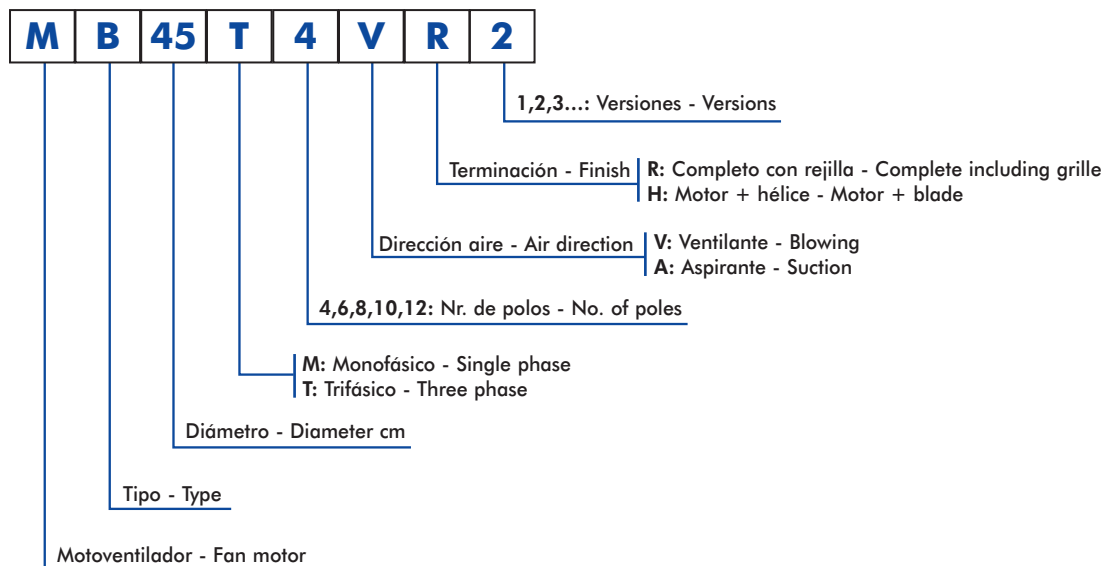 M B 45 T 4 V R 2
1,2,3...: Versiones - Versions
Terminación - Finish
R: Completo con rejilla - Complete including grille
H: Motor + hélice - Motor + blade
Dirección aire - Air direction
V: Ventilante - Blowing
A: Aspirante - Suction
4,6,8,10,12: Nr. de polos - No. of poles
M: Monofásico - Single phase
T: Trifásico - Three phase
Diámetro - Diameter cm
Tipo - Type
Motoventilador - Fan motor